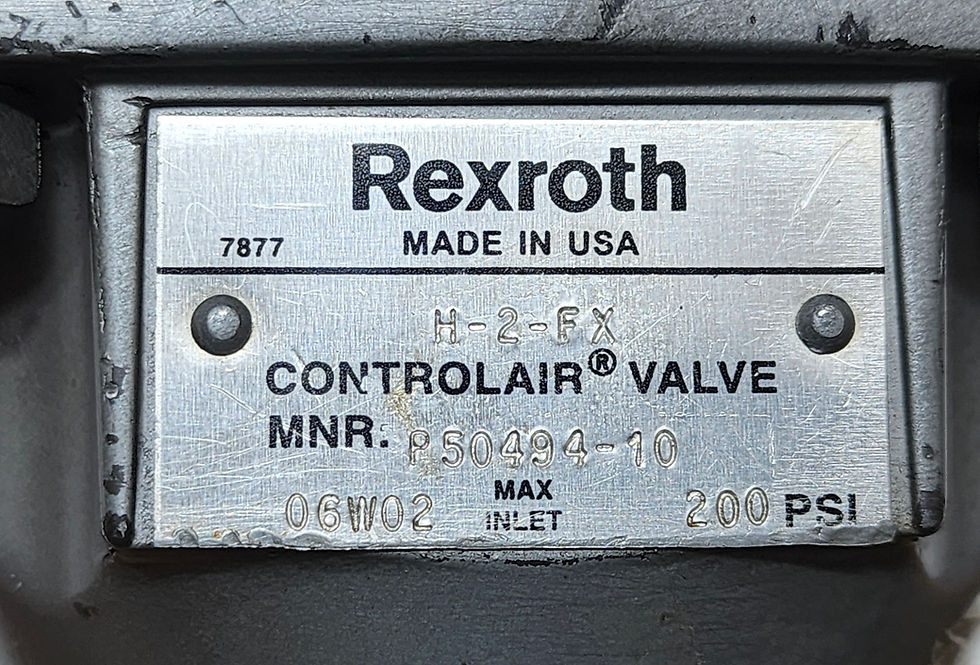 Rexroth
7877 MADE IN USA
H-2-FX
CONTROLAIR® VALVE
MNR. P50494-10
06W02 MAX INLET 200 PSI